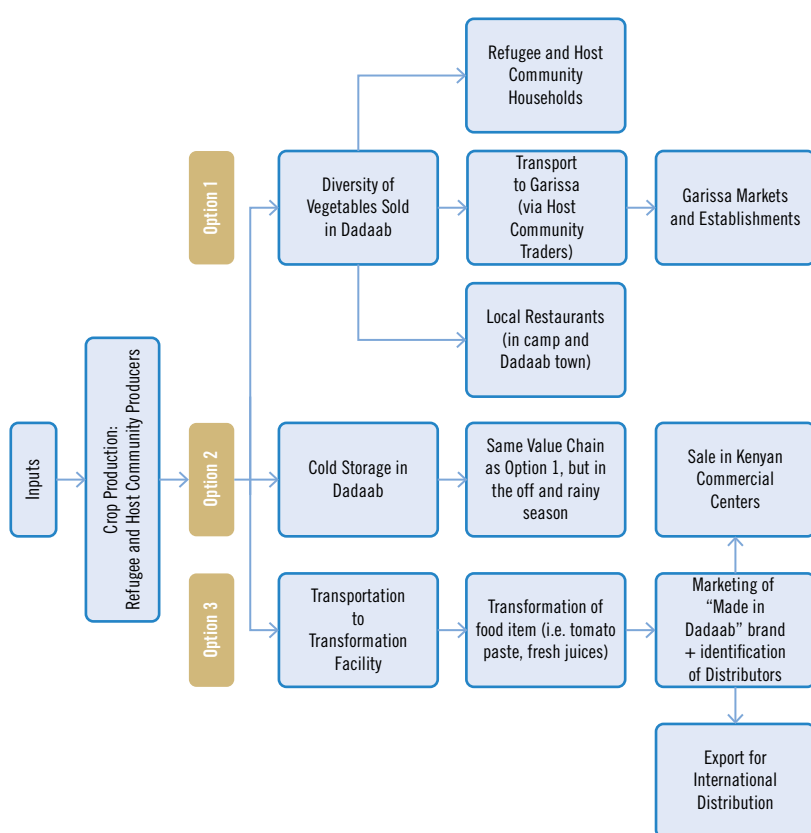 Inputs
Crop Production:
Refugee and Host Community Producers
Option 1
Diversity of
Vegetables Sold
in Dadaab
Refugee and Host
Community
Households
Transport
to Garissa
(via Host
Community
Traders)
Garissa Markets
and Establishments
Local Restaurants
(in camp and
Dadaab town)
Option 2
Cold Storage in
Dadaab
Same Value Chain
as Option 1, but in
the off and rainy
season
Option 3
Transportation
to
Transformation
Facility
Transformation of
food item (i.e. tomato
paste, fresh juices)
Marketing of
“Made in
Dadaab” brand
+ identification
of Distributors
Sale in Kenyan
Commercial
Centers
Export for
International
Distribution